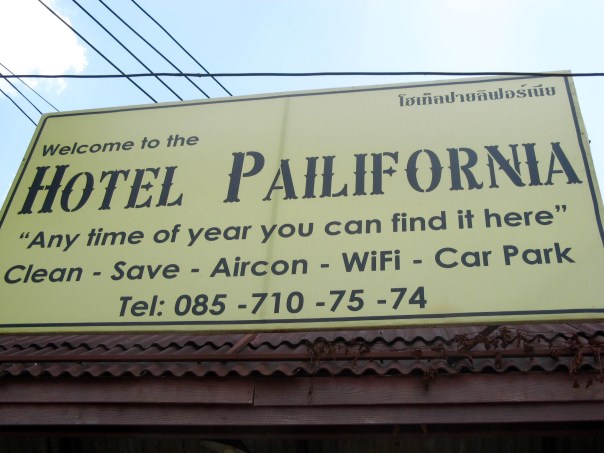 โฮเท็ลปายลิฟอร์เนีย
Welcome to the
HOTEL PAILIFORNIA
"Any time of year you can find it here"
Clean - Save - Aircon - WiFi - Car Park
Tel: 085 -710 -75 -74